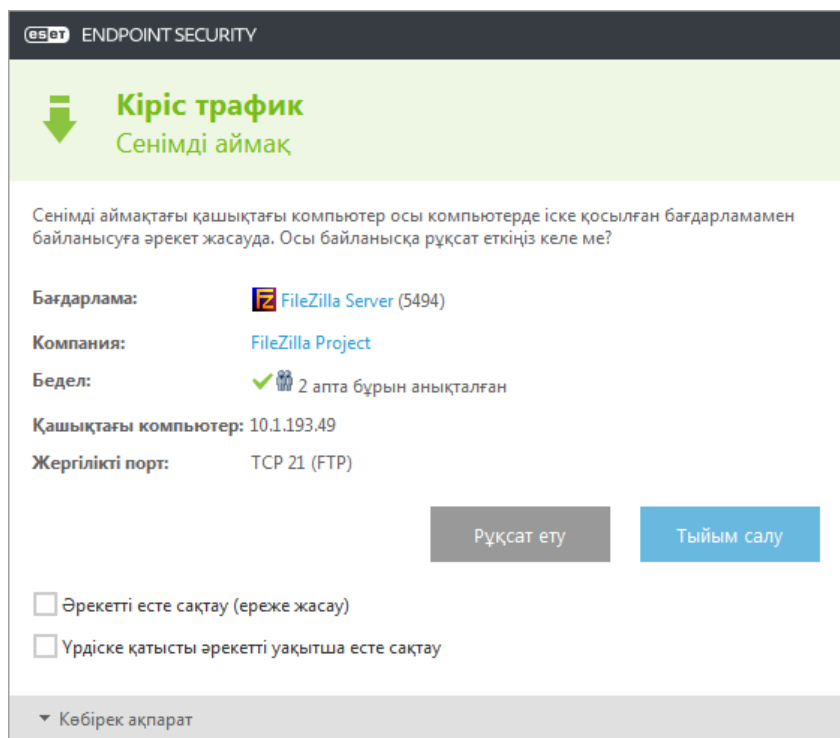 eset ENDPOINT SECURITY
Кіріс трафик
Сенімді аймақ
Сенімді аймақтағы қашықтағы компьютер осы компьютерде іске қосылған бағдарламамен
байланысуға әрекет жасауда. Осы байланысқа рұқсат еткіңіз келе ме?
Бағдарлама: FileZilla Server (5494)
Компания: FileZilla Project
Бедел: 2 апта бұрын анықталған
Қашықтағы компьютер: 10.1.193.49
Жергілікті порт: TCP 21 (FTP)
Рұқсат ету Тыйым салу
Әрекетті есте сақтау (ереже жасау)
Үрдіске қатысты әрекетті уақытша есте сақтау
Көбірек ақпарат